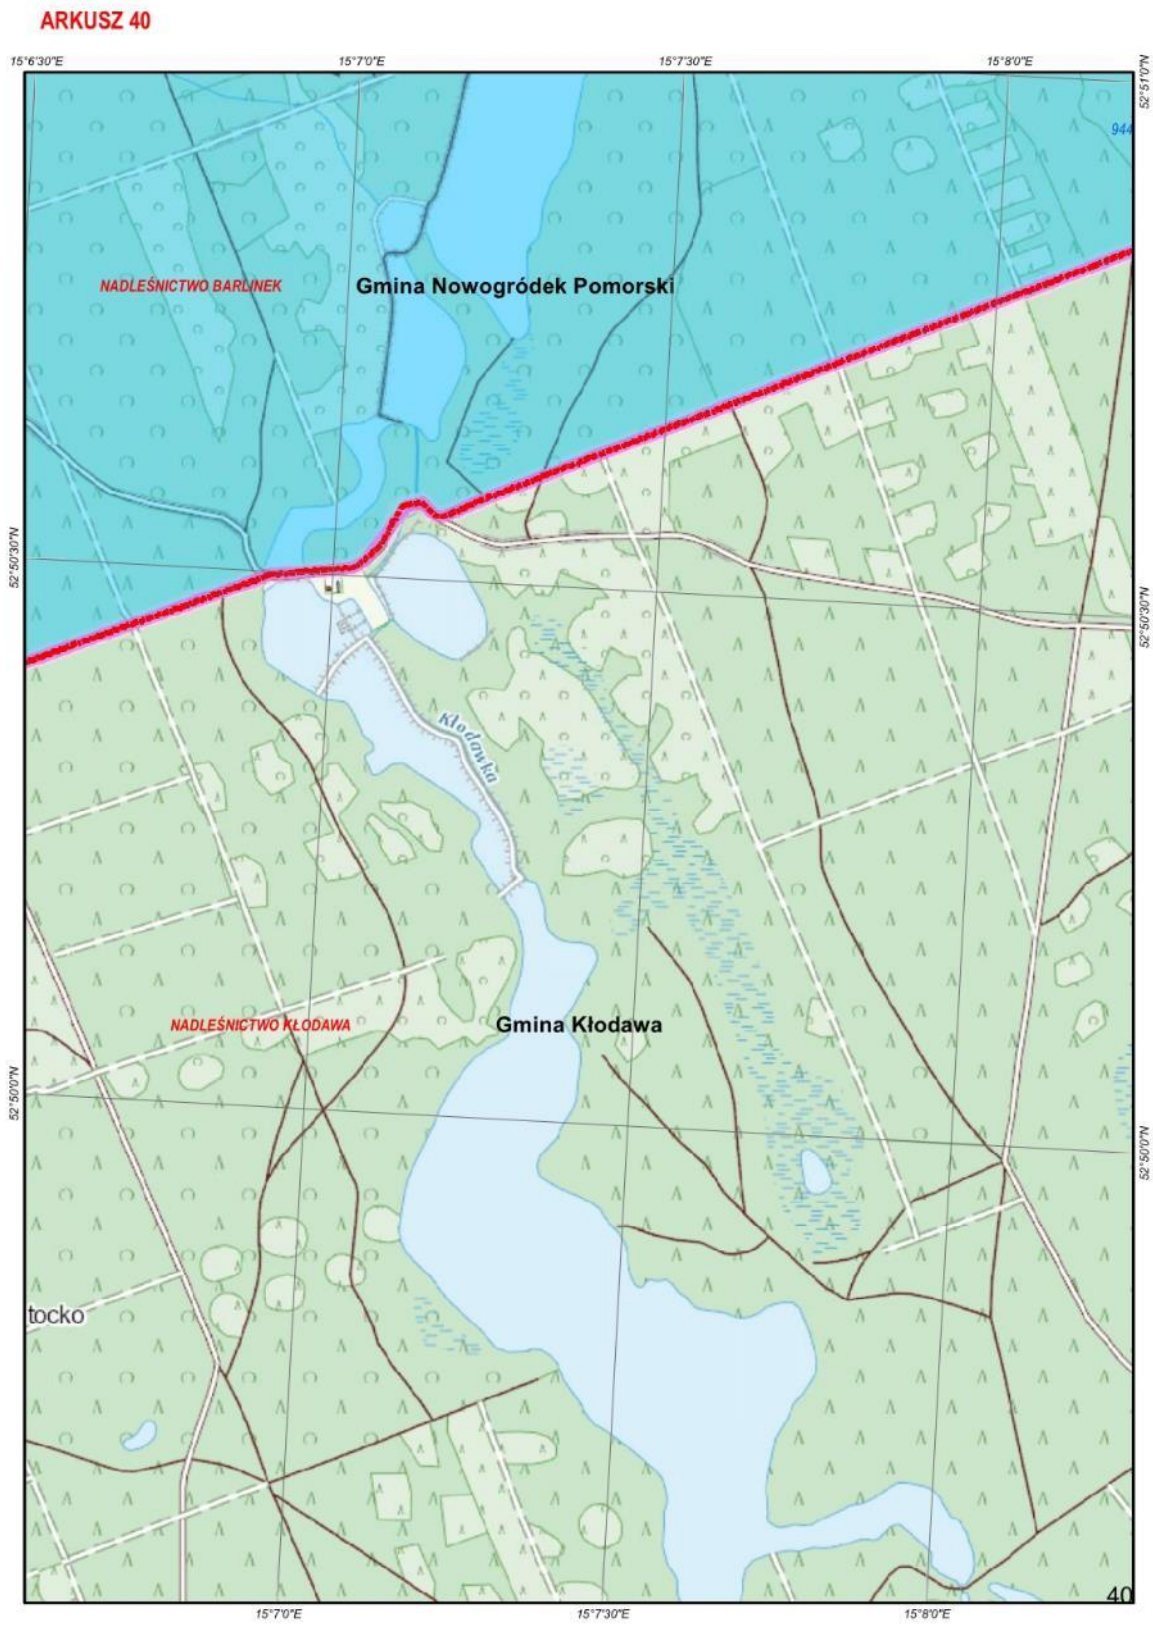 ARKUSZ 40
15°6'30"E 15°7'0"E 15°7'30"E 15°8'0"E
52°51'0"N
944
NADLEŚNICTWO BARLINEK
Gmina Nowogródek Pomorski
52°50'30"N
52°50'30"N
Kłodawka
NADLEŚNICTWO KŁODAWA
Gmina Kłodawa
52°50'0"N
52°50'0"N
tocko
40
15°7'0"E 15°7'30"E 15°8'0"E